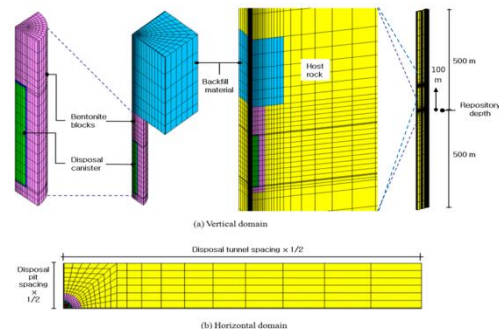 Bentonite
blocks
Disposal
canister
Backfill
material
Host
rock
500 m
100
m
Repository
depth
500 m
(a) Vertical domain
Disposal tunnel spacing × 1/2
Disposal
pit
spacing
× 1/2
(b) Horizontal domain